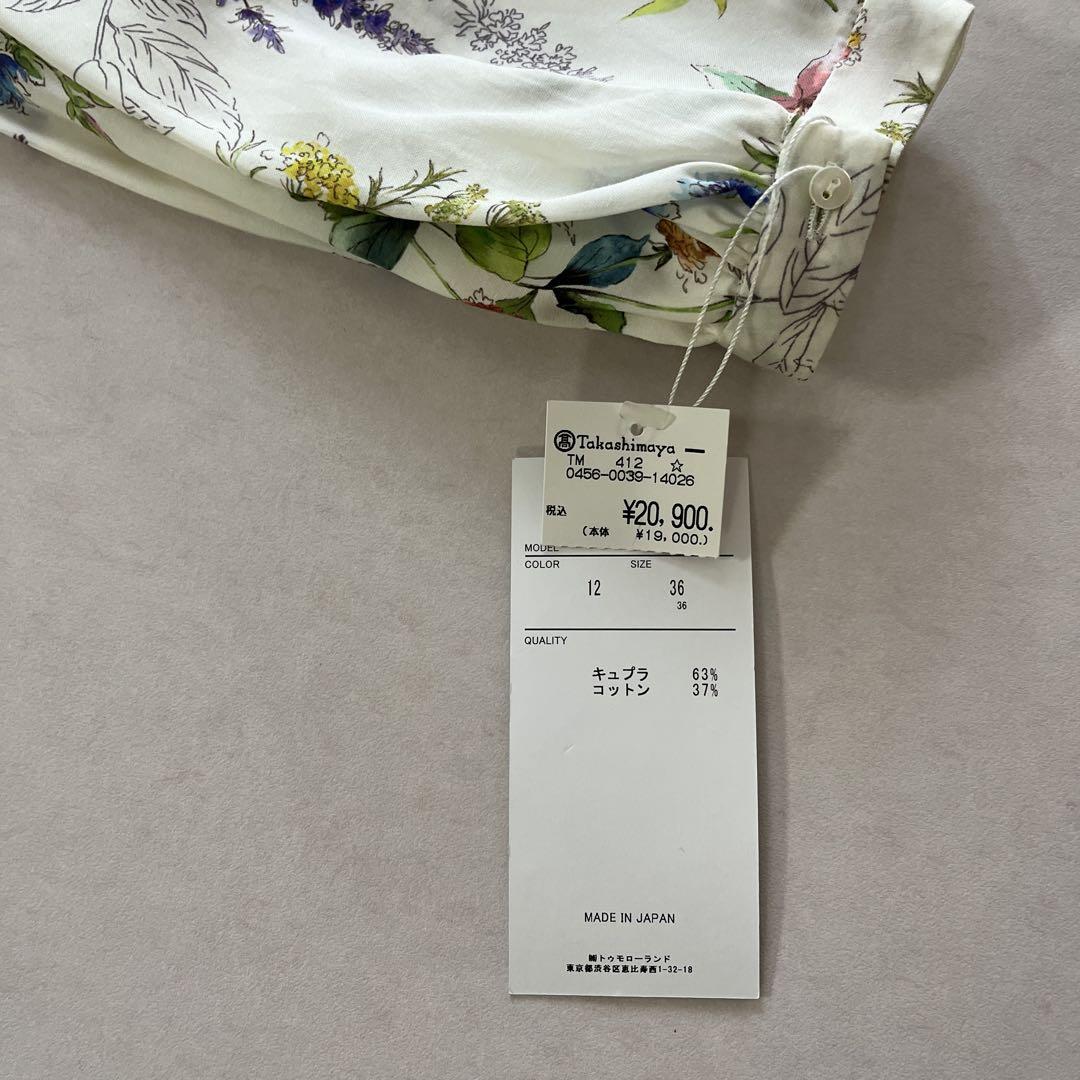 髙 Takashimaya
TM 412 ☆
0456-0039-14026
税込 ¥20,900.
(本体 ¥19,000.)
MODEL
COLOR SIZE
12 36
36
QUALITY
キュプラ 63%
コットン 37%
MADE IN JAPAN
㈱トゥモローランド
東京都渋谷区恵比寿西1-32-18